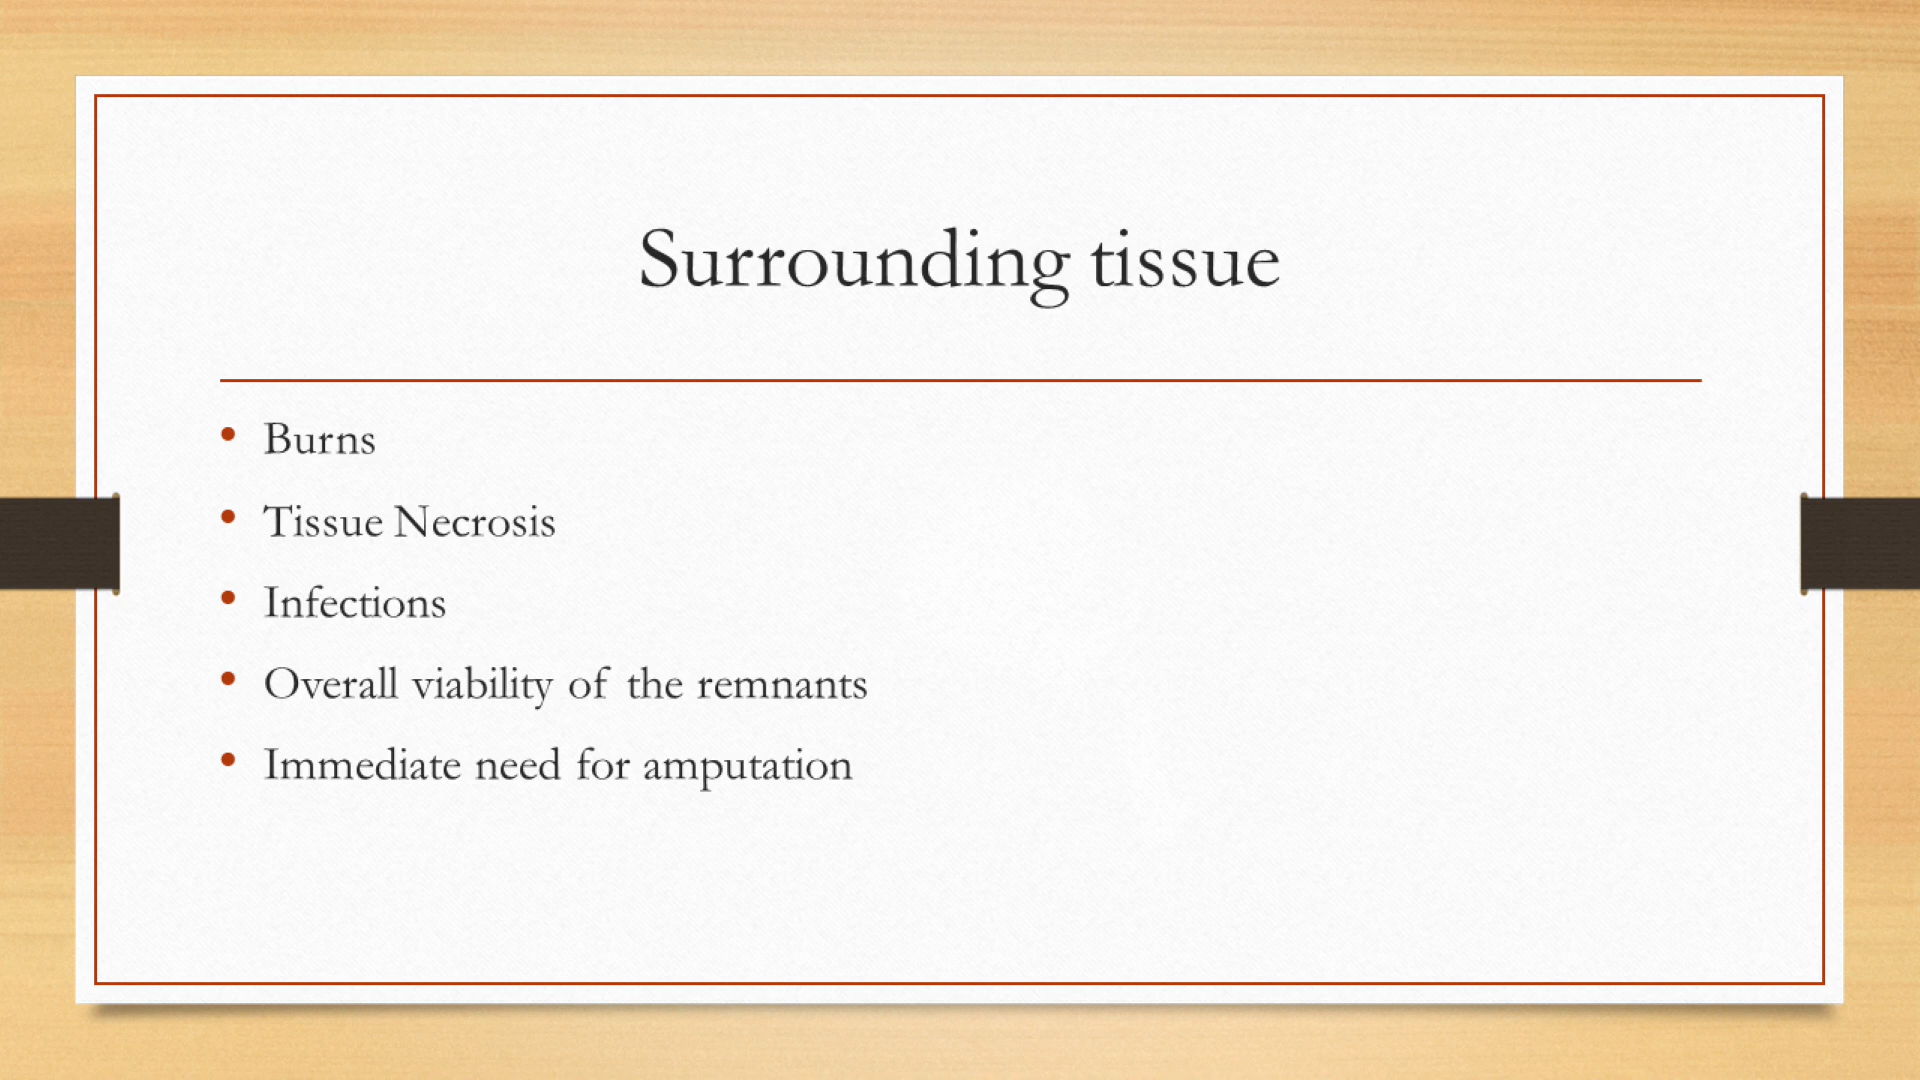 Surrounding tissue
• Burns
• Tissue Necrosis
• Infections
• Overall viability of the remnants
• Immediate need for amputation